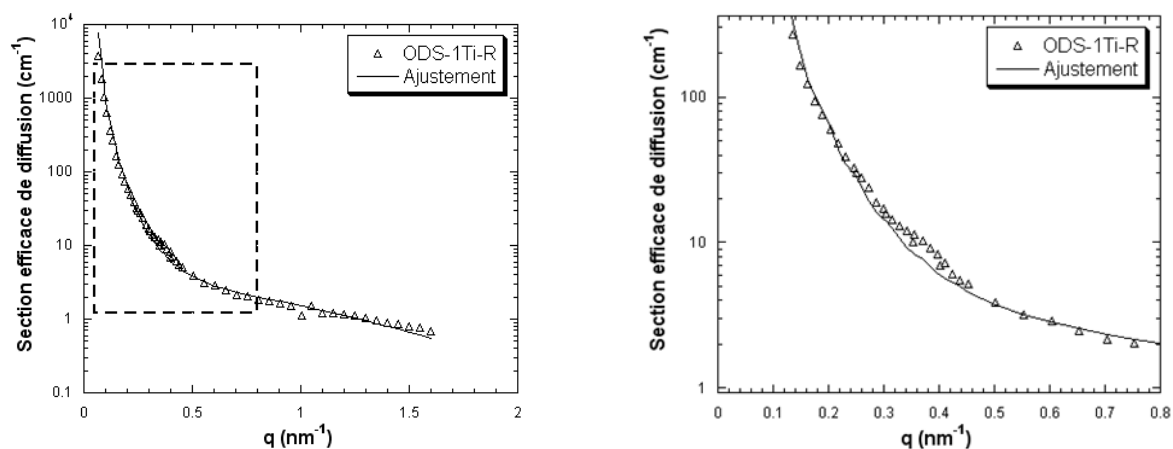 Section efficace de diffusion (cm⁻¹)
10⁴
1000
100
10
1
0.1
0
0.5
1
1.5
2
q (nm⁻¹)
ODS-1Ti-R
Ajustement
Section efficace de diffusion (cm⁻¹)
100
10
1
0
0.1
0.2
0.3
0.4
0.5
0.6
0.7
0.8
q (nm⁻¹)
ODS-1Ti-R
Ajustement